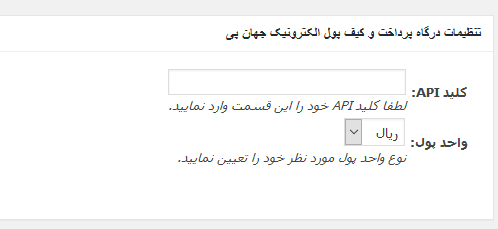 تنظیمات درگاه پرداخت و کیف پول الکترونیک جهان پی
کلید API:
لطفا کلید API خود را این قسمت وارد نمایید.
واحد پول: ریال
نوع واحد پول مورد نظر خود را تعیین نمایید.